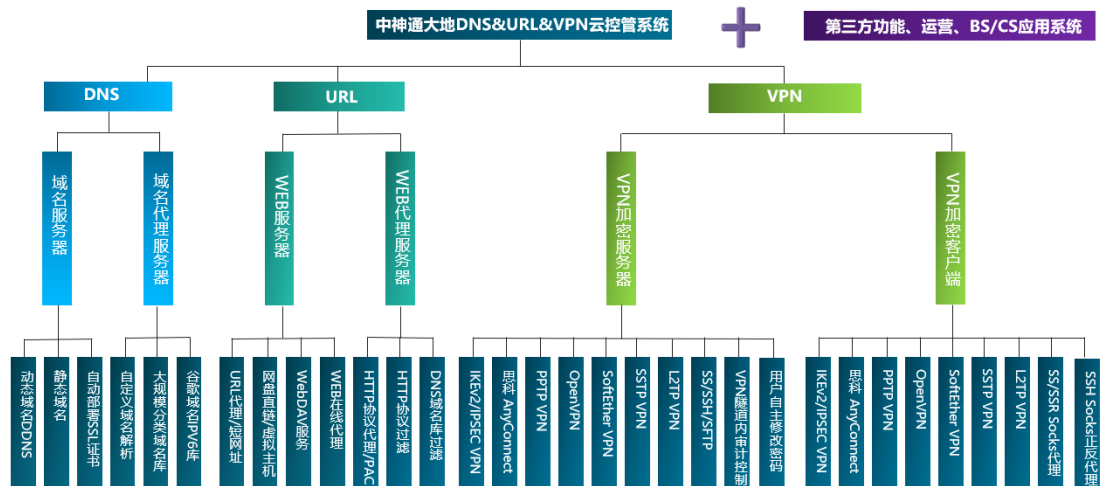 中神通大地DNS&URL&VPN云控管系统
第三方功能、运营、BS/CS应用系统
DNS
URL
VPN
域名服务器
域名代理服务器
WEB服务器
WEB代理服务器
VPN加密服务器
VPN加密客户端
动态域名DDNS
静态域名
自动部署SSL证书
自定义域名解析
大规模分类域名库
谷歌域名IPV6库
URL代理/短网址
网盘直链/虚拟主机
WebDAV服务
WEB在线代理
HTTP协议代理/PAC
HTTP协议过滤
DNS域名库过滤
IKEv2/IPSEC VPN
思科 AnyConnect
PPTP VPN
OpenVPN
SoftEther VPN
SSTP VPN
L2TP VPN
SS/SSH/SFTP
VPN隧道内审计控制
用户自主修改密码
IKEv2/IPSEC VPN
思科 AnyConnect
PPTP VPN
OpenVPN
SoftEther VPN
SSTP VPN
L2TP VPN
SS/SSR Socks代理
SSH Socks正反代理